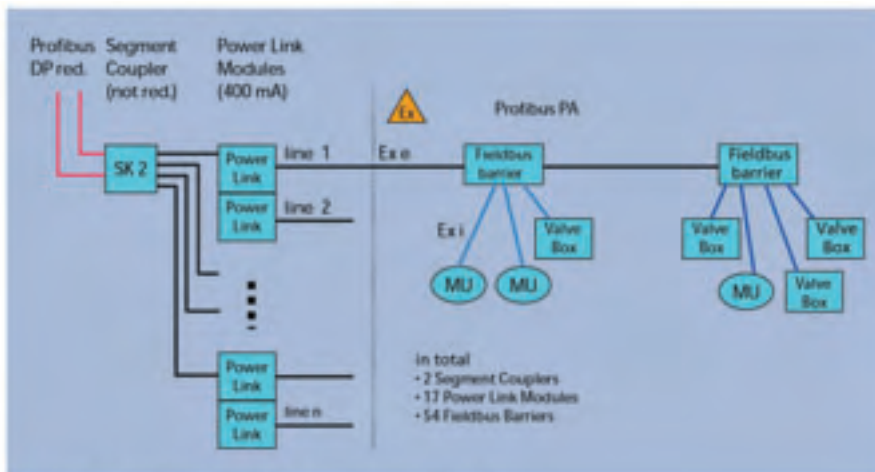 Profibus
DP red.
Segment
Coupler
(not red.)
Power Link
Modules
(400 mA)
Ex
Profibus PA
SK 2
Power
Link
line 1
Ex e
Fieldbus
barrier
Fieldbus
barrier
Power
Link
line 2
Ex i
Valve
Box
Valve
Box
Valve
Box
MU
MU
MU
Valve
Box
Power
Link
Power
Link
line n
in total
• 2 Segment Couplers
• 17 Power Link Modules
• 54 Fieldbus Barriers